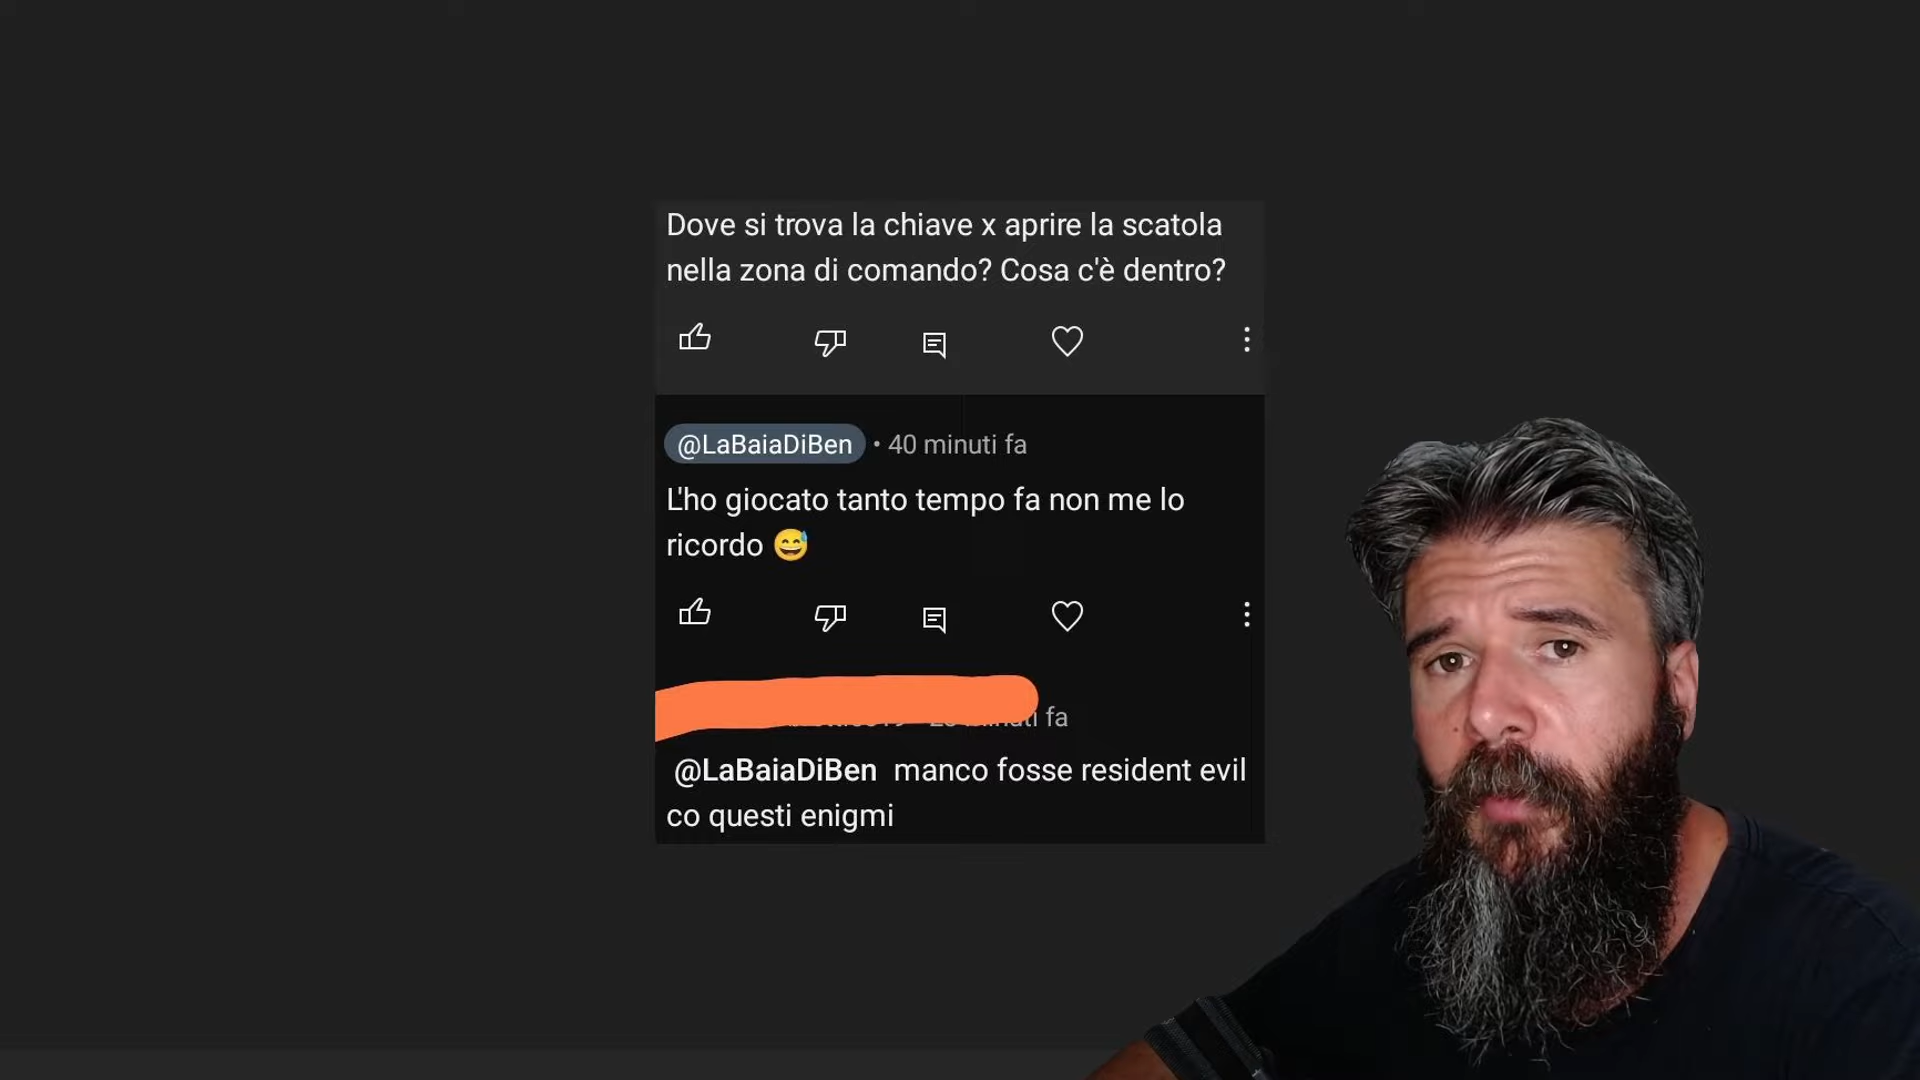 Dove si trova la chiave x aprire la scatola
nella zona di comando? Cosa c'è dentro?
@LaBaiaDiBen • 40 minuti fa
L'ho giocato tanto tempo fa non me lo
ricordo 😅
fa
@LaBaiaDiBen manco fosse resident evil
co questi enigmi